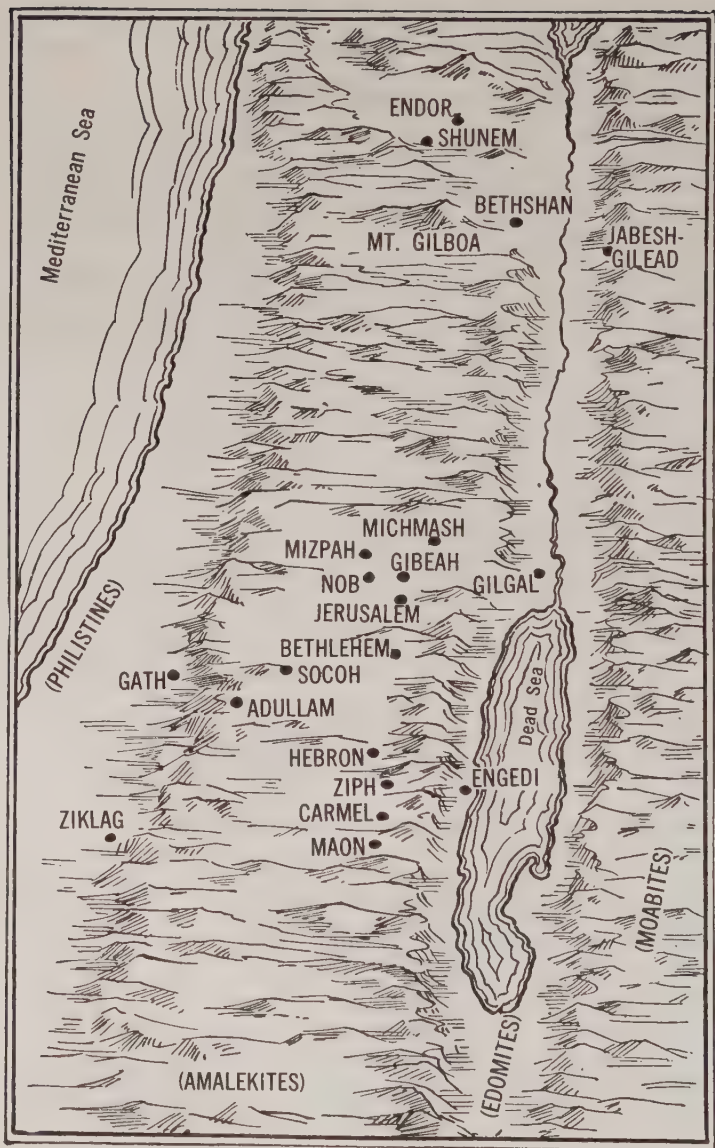 Mediterranean Sea
ENDOR
SHUNEM
BETHSHAN
MT. GILBOA
JABESH-
GILEAD
MICHMASH
MIZPAH
GIBEAH
NOB
GILGAL
JERUSALEM
(PHILISTINES)
BETHLEHEM
GATH
SOCOH
ADULLAM
Dead Sea
HEBRON
ENGEDI
ZIPH
CARMEL
ZIKLAG
MAON
(MOABITES)
(AMALEKITES)
(EDOMITES)